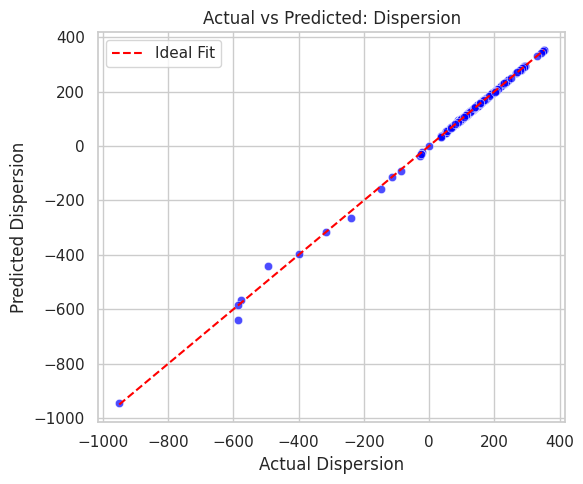 Actual vs Predicted: Dispersion
Ideal Fit
Predicted Dispersion
400
200
0
−200
−400
−600
−800
−1000
−1000 −800 −600 −400 −200 0 200 400
Actual Dispersion